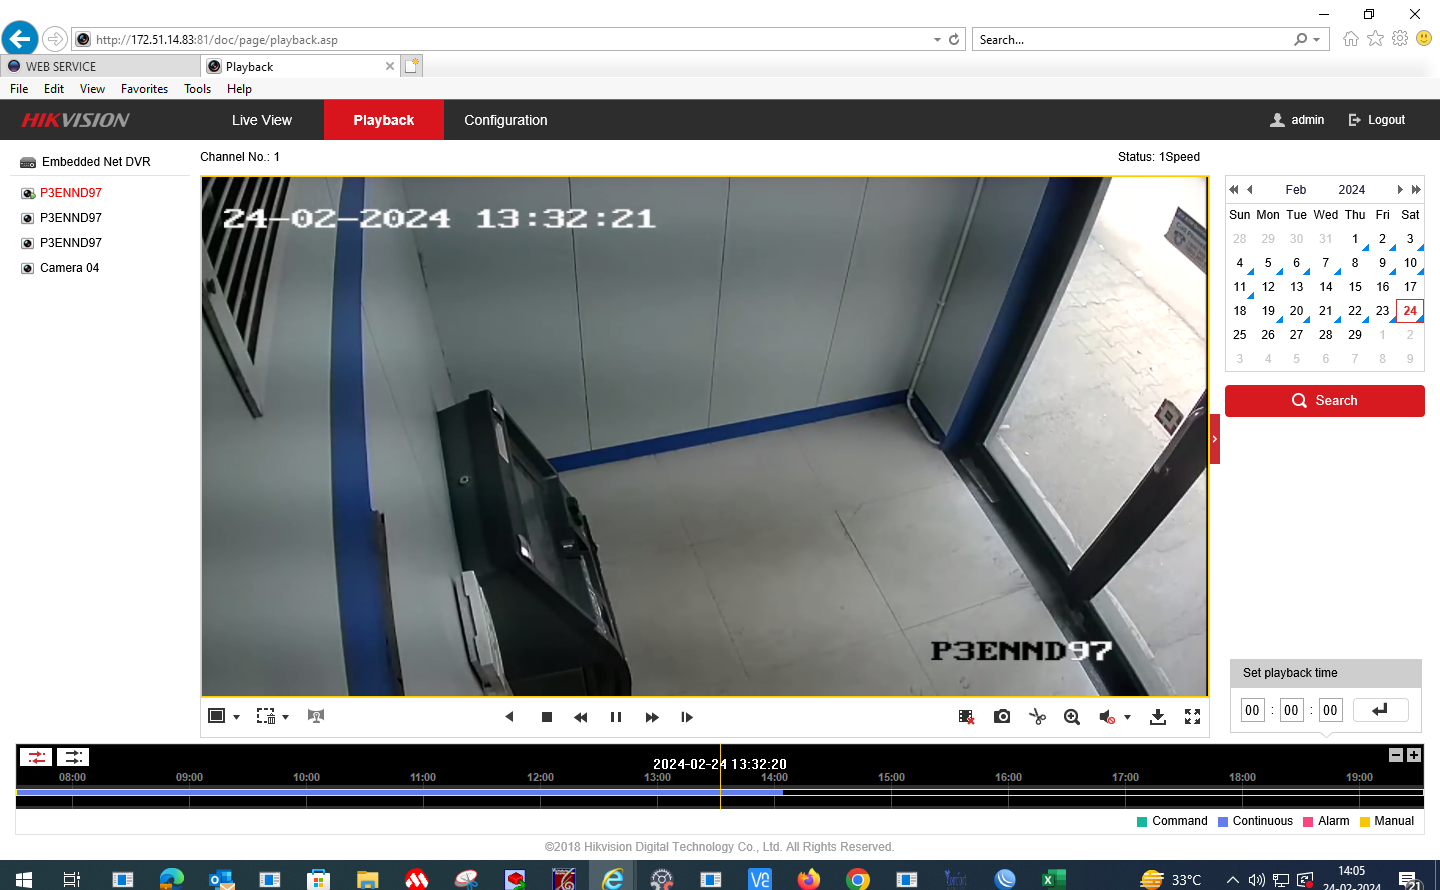 http://172.51.14.83:81/doc/page/playback.asp
Search...
WEB SERVICE
Playback
File Edit View Favorites Tools Help
HIKVISION
Live View Playback Configuration
admin Logout
Embedded Net DVR
P3ENND97
P3ENND97
P3ENND97
Camera 04
Channel No.: 1
Status: 1Speed
24-02-2024 13:32:21
P3ENND97
Feb 2024
Sun Mon Tue Wed Thu Fri Sat
28 29 30 31 1 2 3
4 5 6 7 8 9 10
11 12 13 14 15 16 17
18 19 20 21 22 23 24
25 26 27 28 29 1 2
3 4 5 6 7 8 9
Search
Set playback time
00 : 00 : 00
2024-02-24 13:32:20
08:00 09:00 10:00 11:00 12:00 13:00 14:00 15:00 16:00 17:00 18:00 19:00
Command Continuous Alarm Manual
©2018 Hikvision Digital Technology Co., Ltd. All Rights Reserved.
33°C
14:05
24-02-2024
21